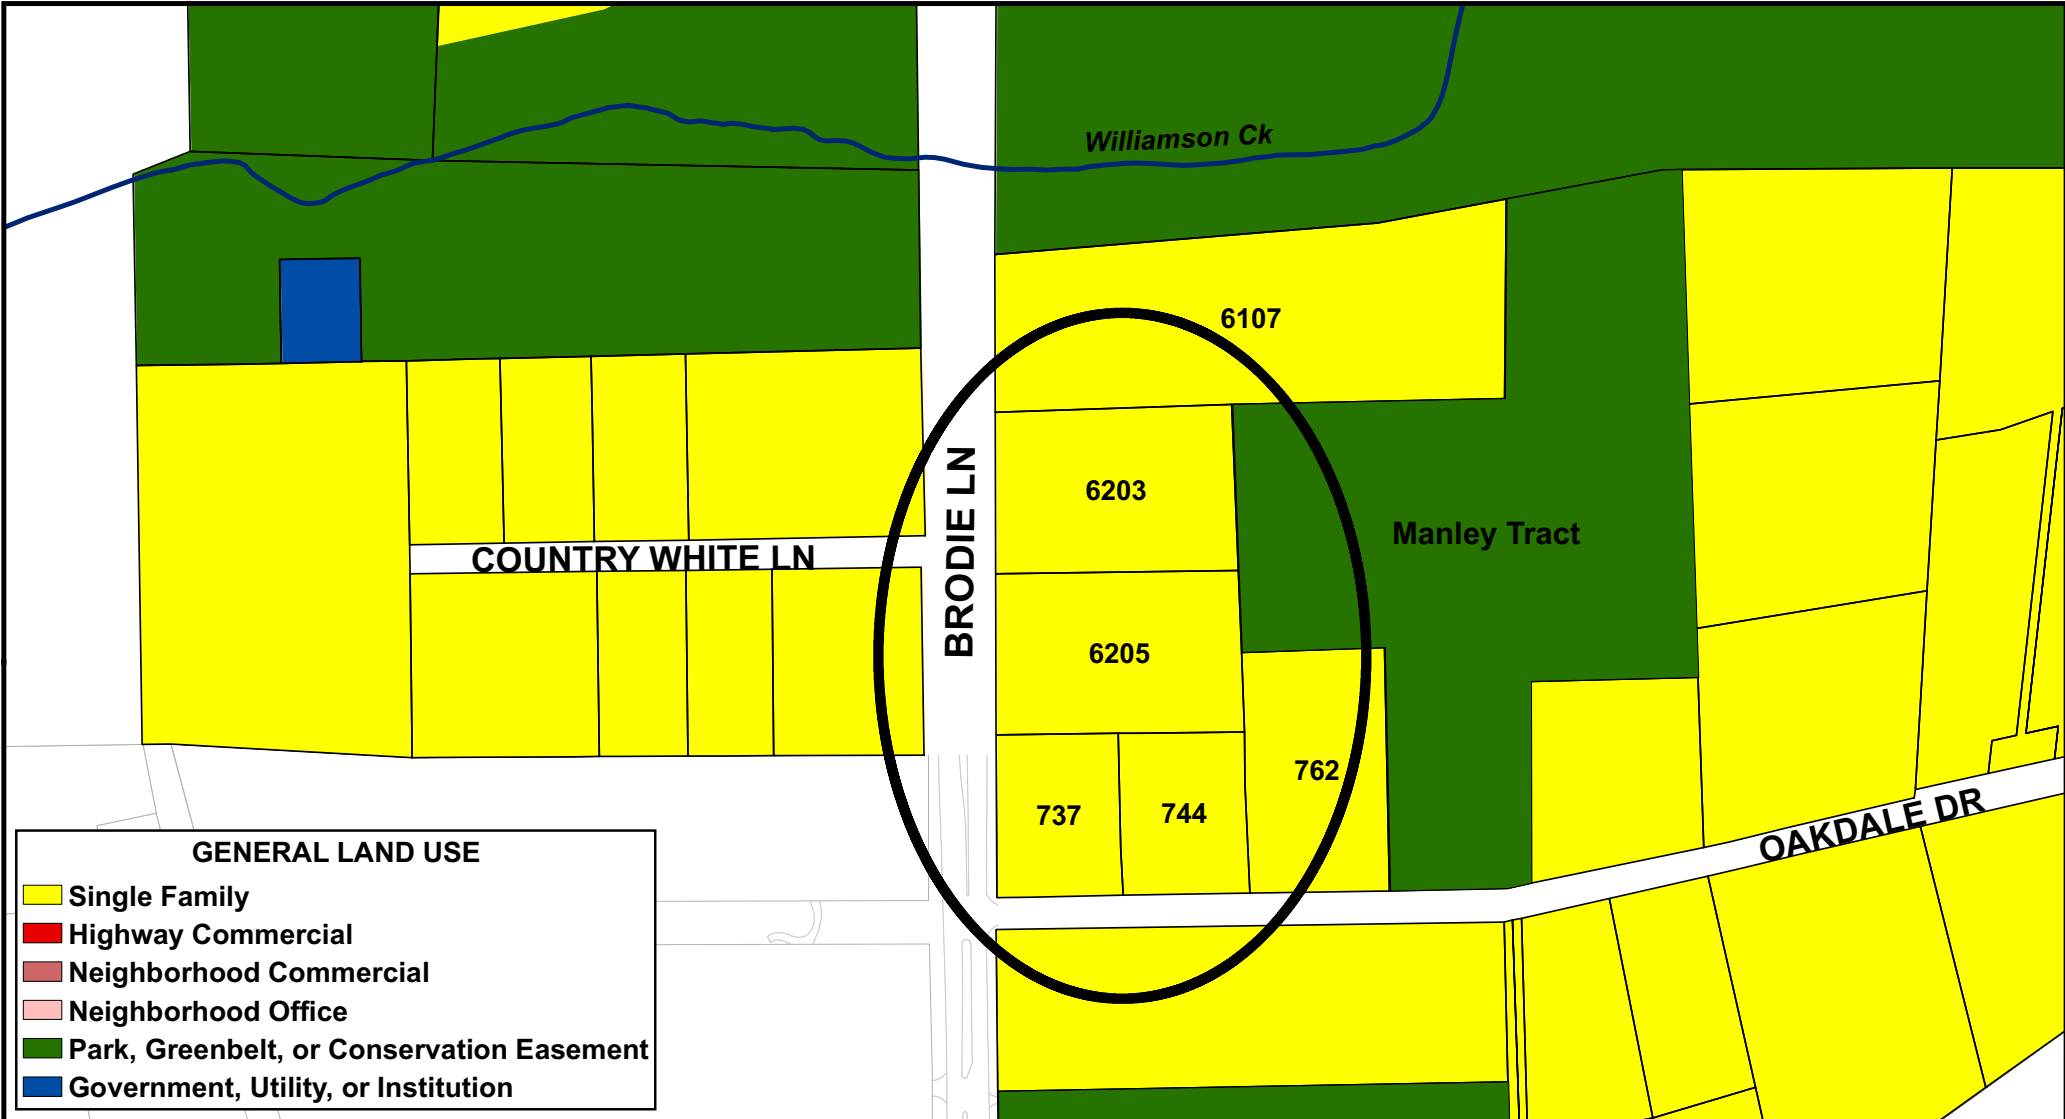 Williamson Ck
6107
6203
Manley Tract
COUNTRY WHITE LN
BRODIE LN
6205
762
737
744
OAKDALE DR
GENERAL LAND USE
Single Family
Highway Commercial
Neighborhood Commercial
Neighborhood Office
Park, Greenbelt, or Conservation Easement
Government, Utility, or Institution